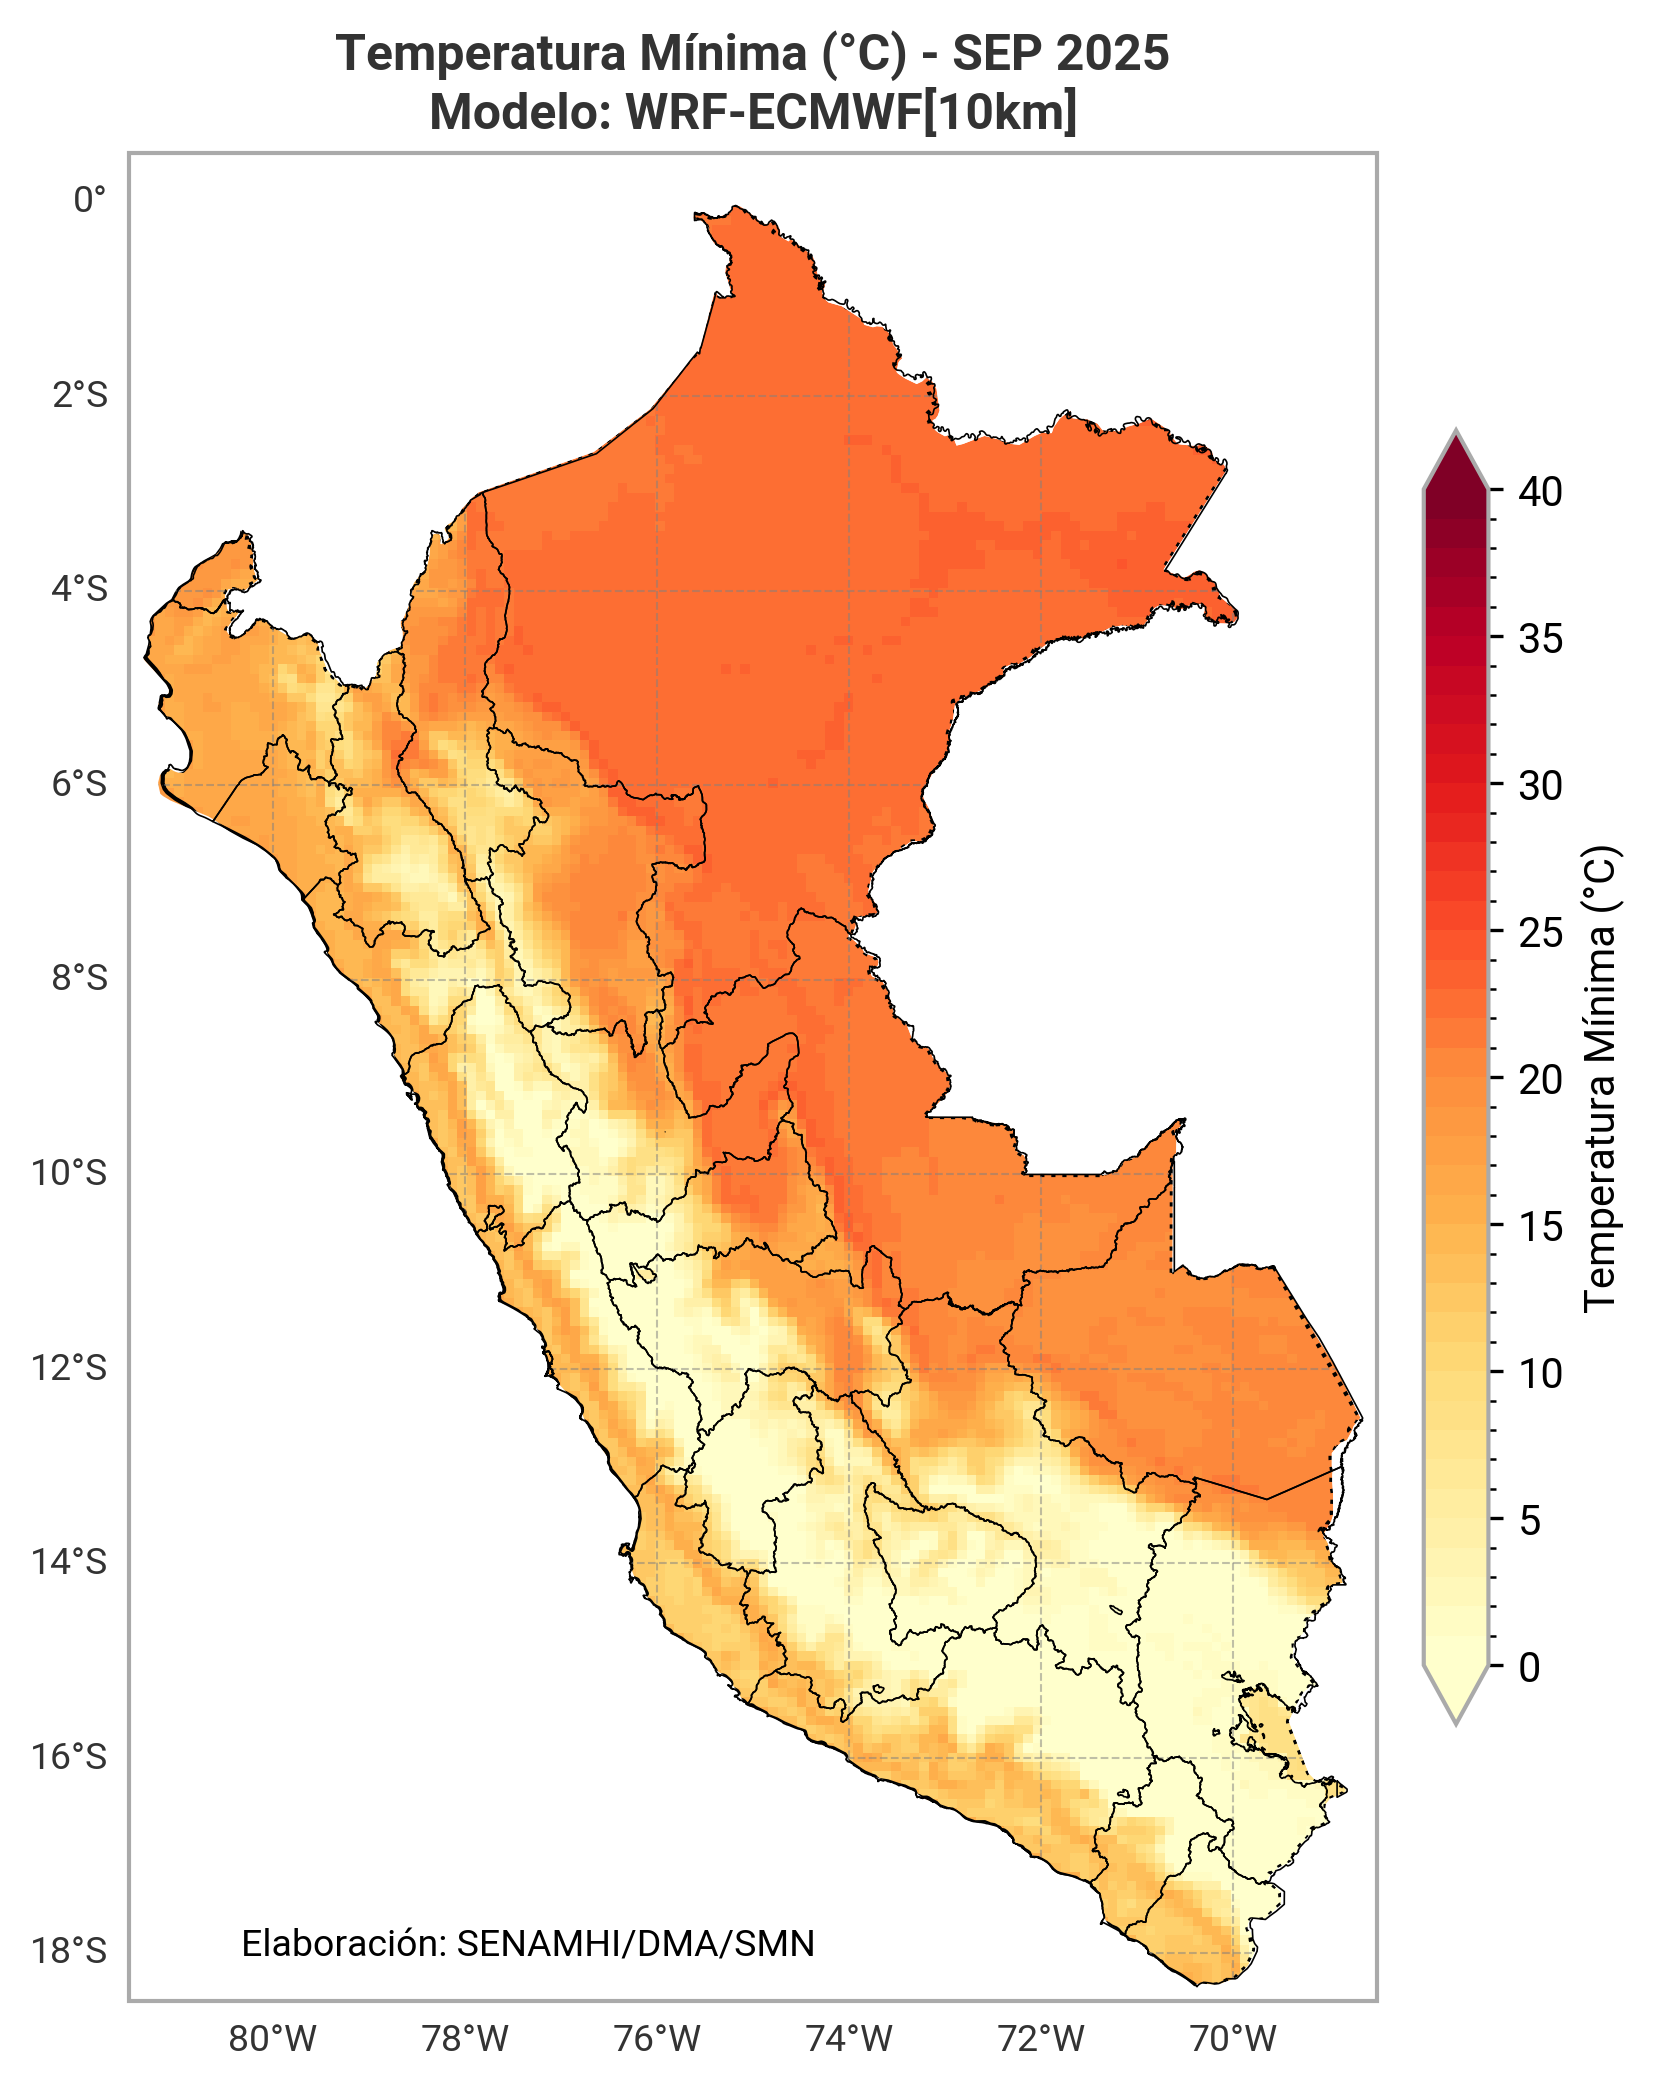 Temperatura Mínima (°C) - SEP 2025
Modelo: WRF-ECMWF[10km]
0°
2°S
4°S
6°S
8°S
10°S
12°S
14°S
16°S
18°S
80°W
78°W
76°W
74°W
72°W
70°W
Elaboración: SENAMHI/DMA/SMN
40
35
30
25
20
15
10
5
0
Temperatura Mínima (°C)